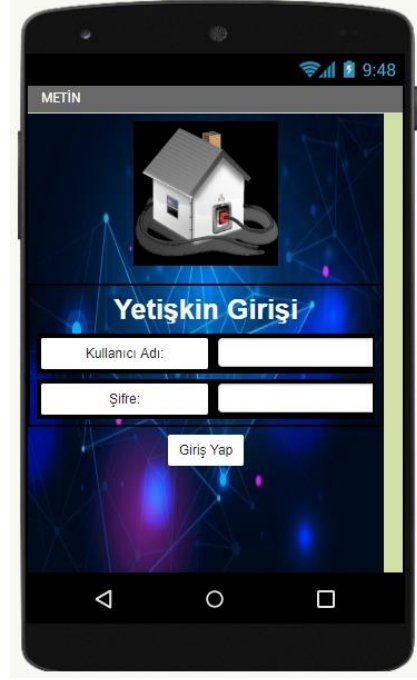 9:48
METİN
Yetişkin Girişi
Kullanıcı Adı:
Şifre:
Giriş Yap